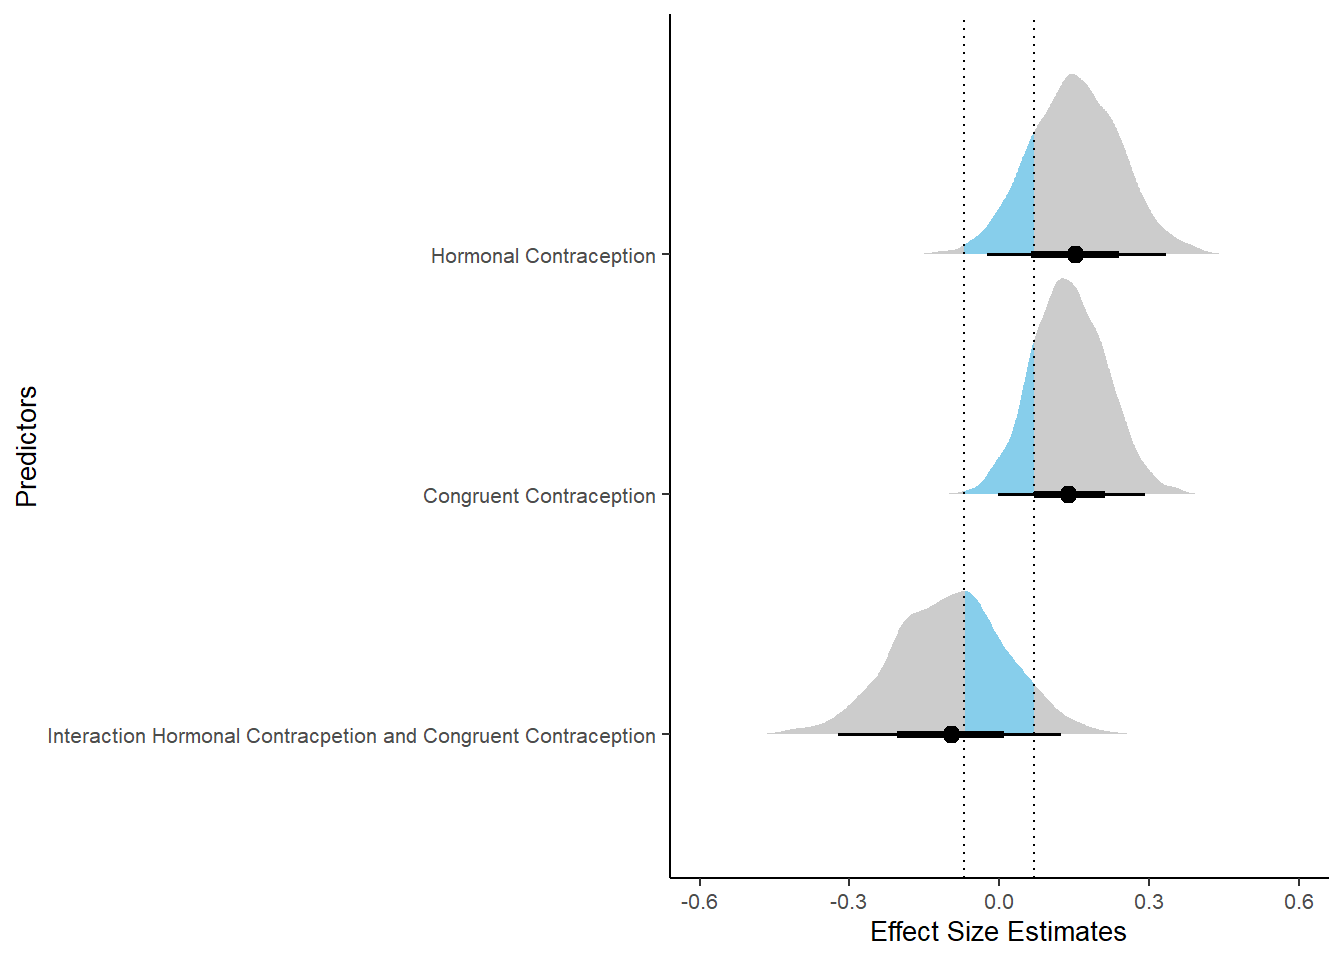 Predictors
Hormonal Contraception
Congruent Contraception
Interaction Hormonal Contracpetion and Congruent Contraception
-0.6 -0.3 0.0 0.3 0.6
Effect Size Estimates